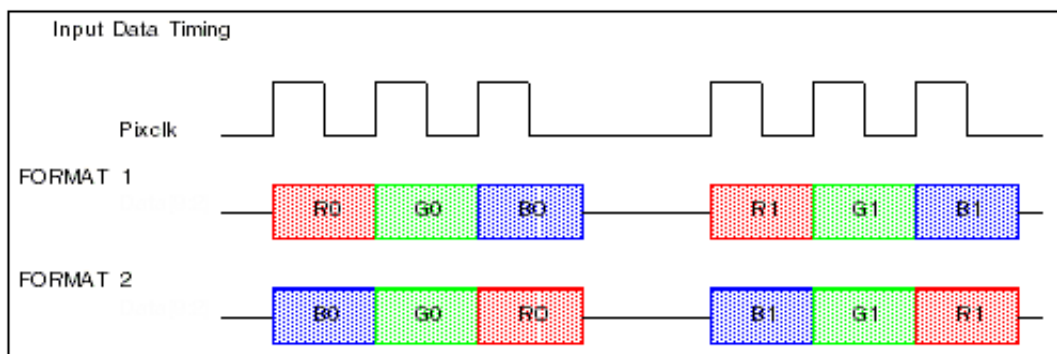 Input Data Timing
Pixclk
FORMAT 1
R0 G0 B0 R1 G1 B1
FORMAT 2
B0 G0 R0 B1 G1 R1